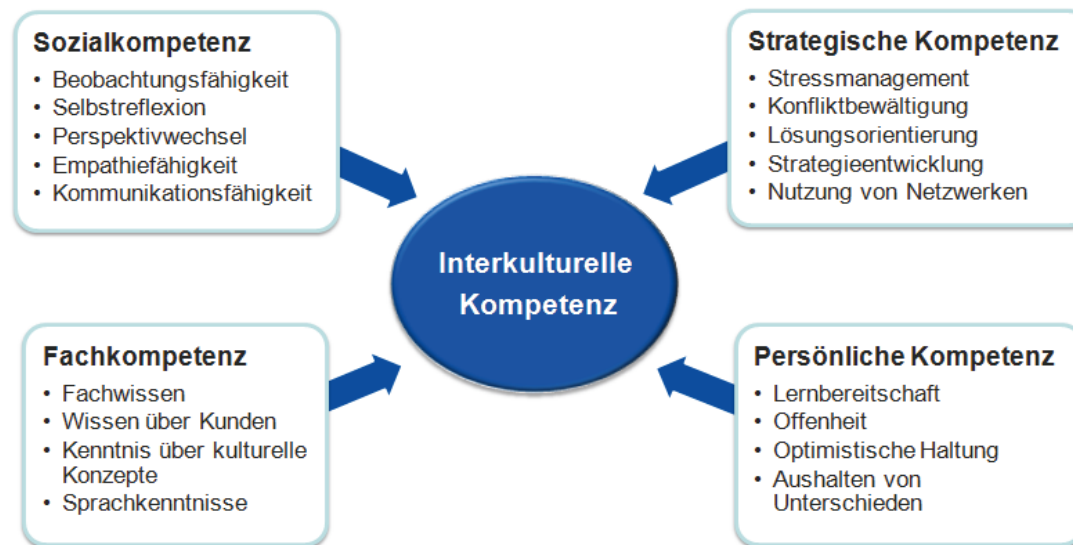 Sozialkompetenz
• Beobachtungsfähigkeit
• Selbstreflexion
• Perspektivwechsel
• Empathiefähigkeit
• Kommunikationsfähigkeit
Strategische Kompetenz
• Stressmanagement
• Konfliktbewältigung
• Lösungsorientierung
• Strategieentwicklung
• Nutzung von Netzwerken
Interkulturelle
Kompetenz
Fachkompetenz
• Fachwissen
• Wissen über Kunden
• Kenntnis über kulturelle
Konzepte
• Sprachkenntnisse
Persönliche Kompetenz
• Lernbereitschaft
• Offenheit
• Optimistische Haltung
• Aushalten von
Unterschieden